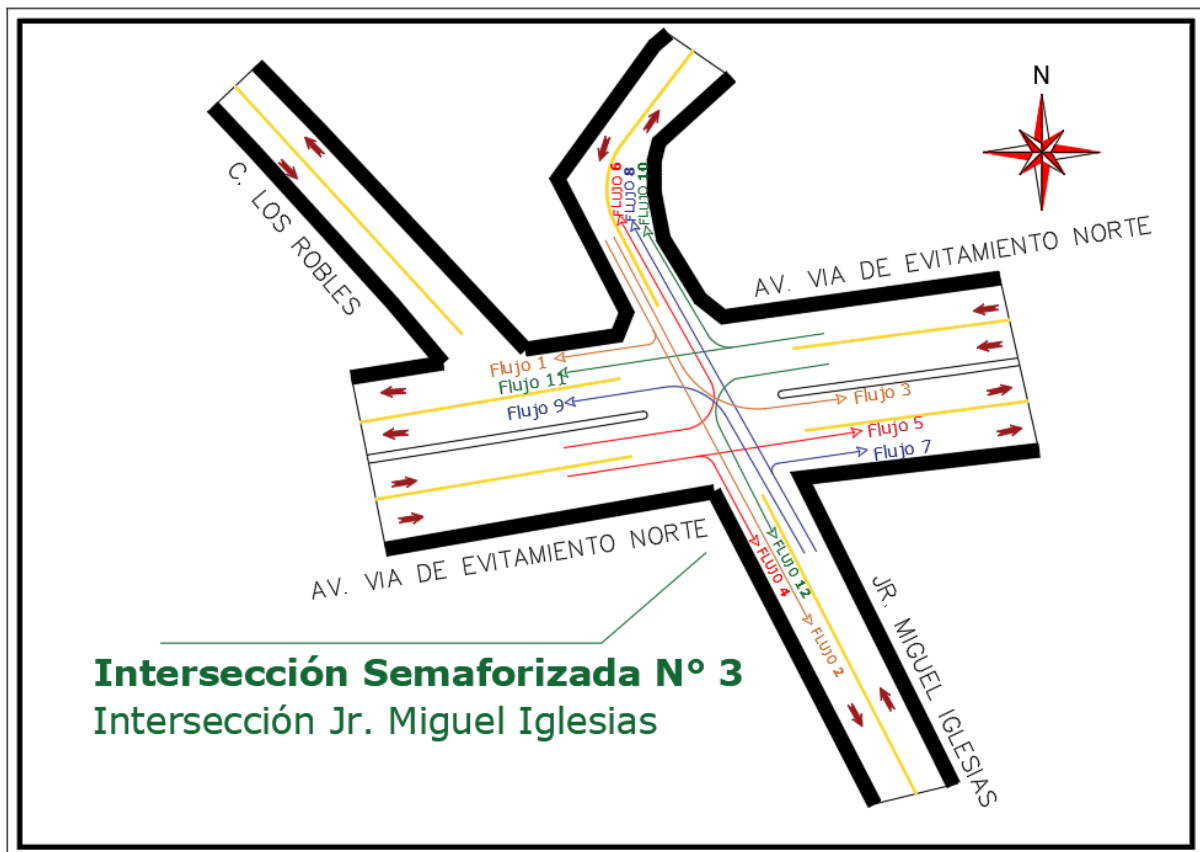 N
C. LOS ROBLES
FLUJO 6
FLUJO 8
FLUJO 10
AV. VIA DE EVITAMIENTO NORTE
Flujo 1
Flujo 11
Flujo 9
Flujo 3
Flujo 5
Flujo 7
AV. VIA DE EVITAMIENTO NORTE
FLUJO 4
FLUJO 12
FLUJO 2
JR. MIGUEL IGLESIAS
Intersección Semaforizada N° 3
Intersección Jr. Miguel Iglesias